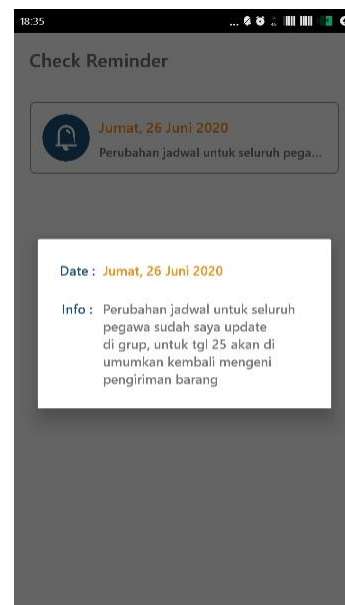 18:35
...
Check Reminder
Jumat, 26 Juni 2020
Perubahan jadwal untuk seluruh pega...
Date : Jumat, 26 Juni 2020
Info : Perubahan jadwal untuk seluruh
pegawa sudah saya update
di grup, untuk tgl 25 akan di
umumkan kembali mengeni
pengiriman barang